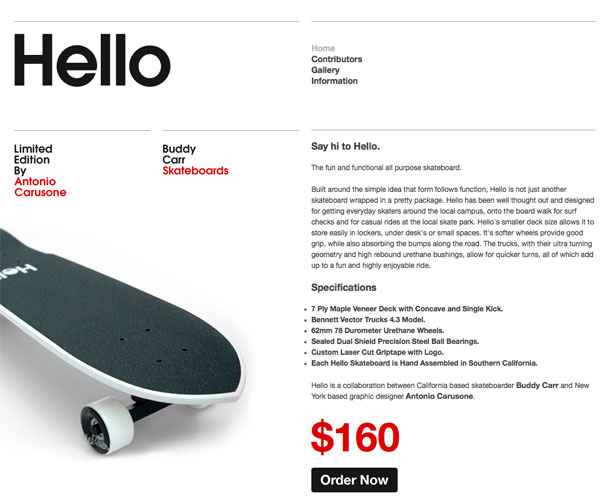 Hello
Home
Contributors
Gallery
Information
Limited
Edition
By
Antonio
Carusone
Buddy
Carr
Skateboards
Say hi to Hello.
The fun and functional all purpose skateboard.
Built around the simple idea that form follows function, Hello is not just another
skateboard wrapped in a pretty package. Hello has been well thought out and designed
for getting everyday skaters around the local campus, onto the board walk for surf
checks and for casual rides at the local skate park. Hello's smaller deck size allows it to
store easily in lockers, under desk's or small spaces. It's softer wheels provide good
grip, while also absorbing the bumps along the road. The trucks, with their ultra turning
geometry and high rebound urethane bushings, allow for quicker turns, all of which add
up to a fun and highly enjoyable ride.
Specifications
• 7 Ply Maple Veneer Deck with Concave and Single Kick.
• Bennett Vector Trucks 4.3 Model.
• 62mm 78 Durometer Urethane Wheels.
• Sealed Dual Shield Precision Steel Ball Bearings.
• Custom Laser Cut Griptape with Logo.
• Each Hello Skateboard is Hand Assembled in Southern California.
Hello is a collaboration between California based skateboarder Buddy Carr and New
York based graphic designer Antonio Carusone.
$160
Order Now
Hello